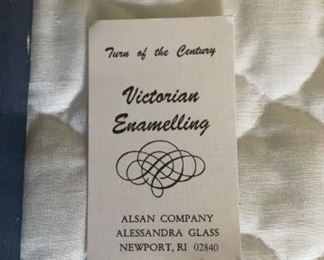 Turn of the Century
Victorian
Enamelling
ALSAN COMPANY
ALESSANDRA GLASS
NEWPORT, RI 02840